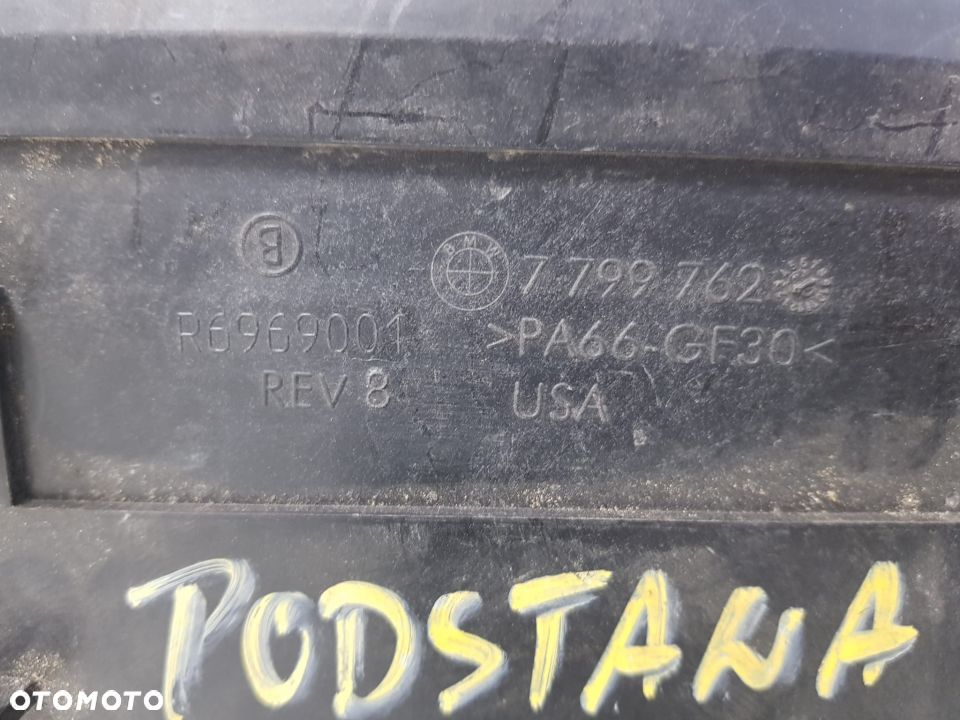 B
BMW 7 799 762
R6969001 >PA66-GF30<
REV 8 USA
PODSTAWA
OTOMOTO